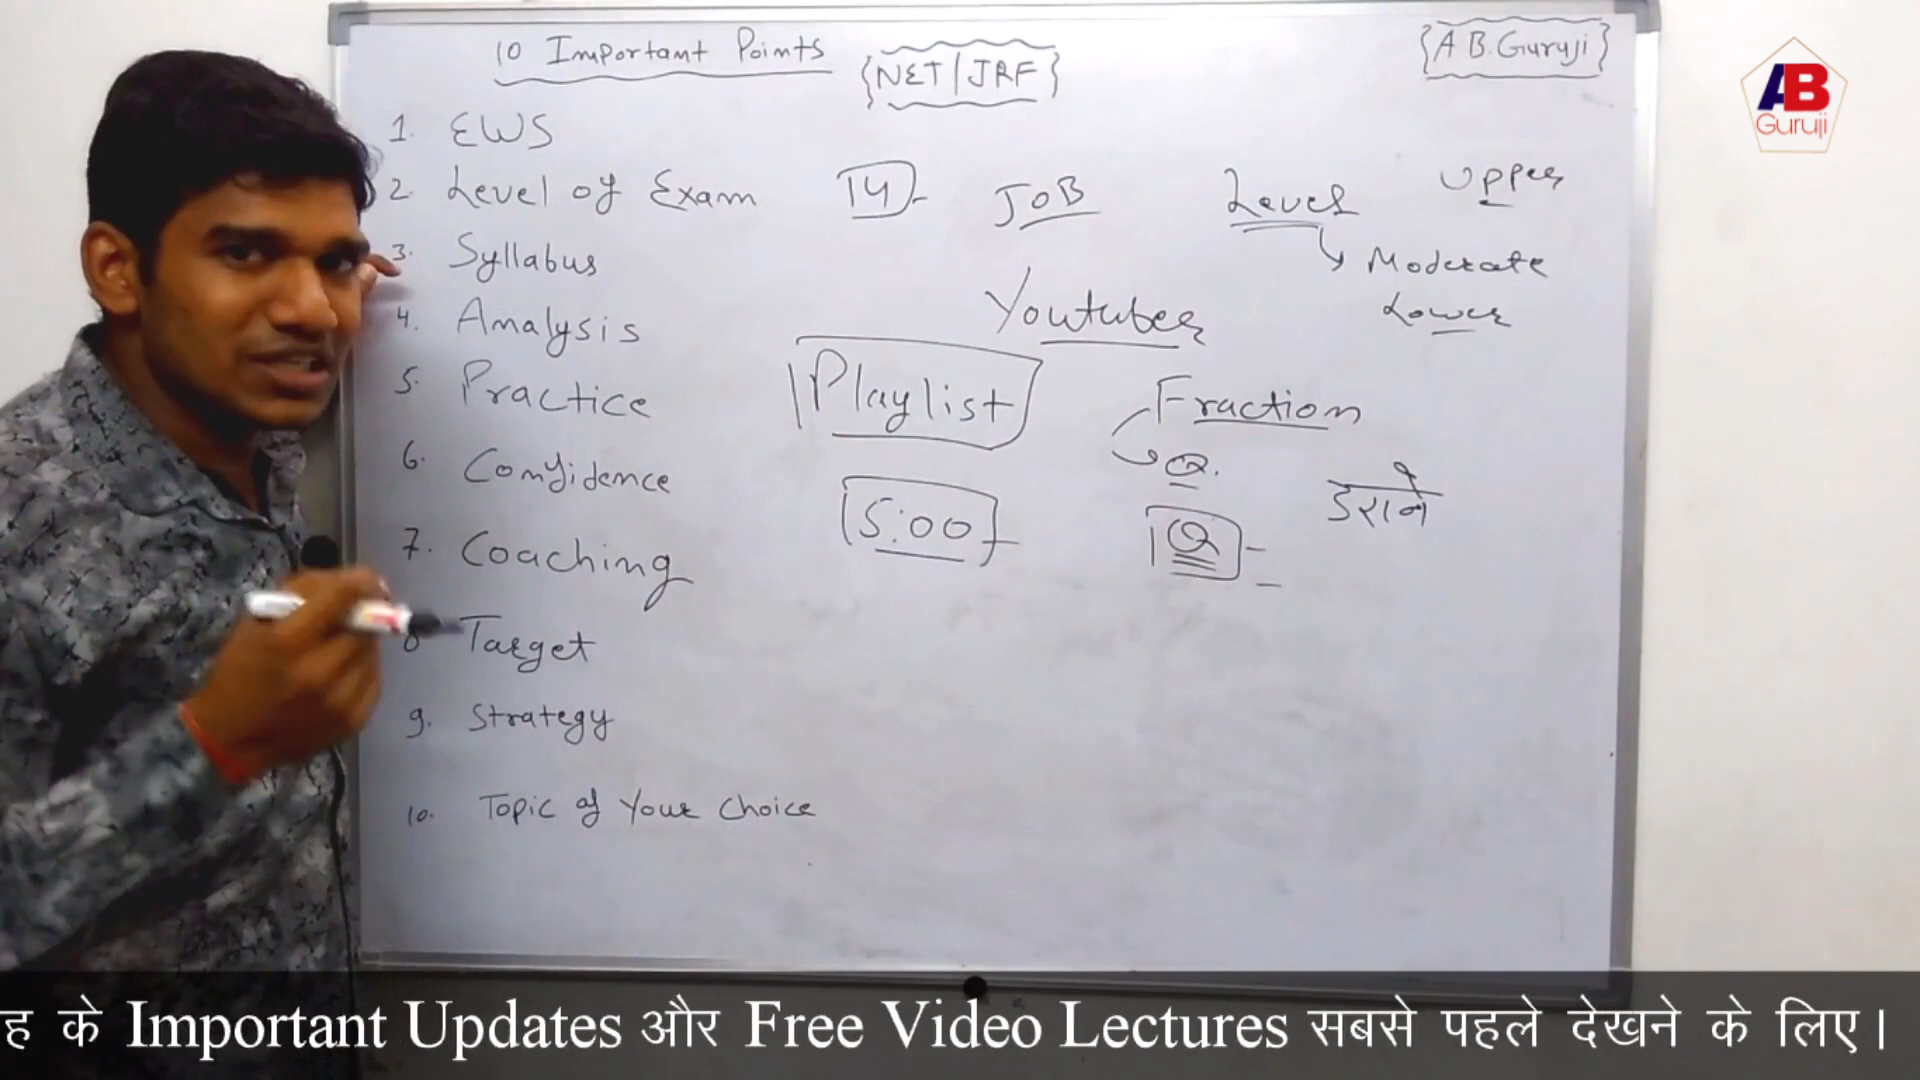 10 Important Points
{NET/JRF}
{A B. Guruji}
AB
Guruji
1. EWS
2. Level of Exam
14
JOB
Level
Upper
Moderate
Lower
3. Syllabus
4. Analysis
Youtuber
5. Practice
Playlist
Fraction
Q.
6. Confidence
5:00
Q
डराने
7. Coaching
8 Target
9. Strategy
10. Topic of Your Choice
ह के Important Updates और Free Video Lectures सबसे पहले देखने के लिए।